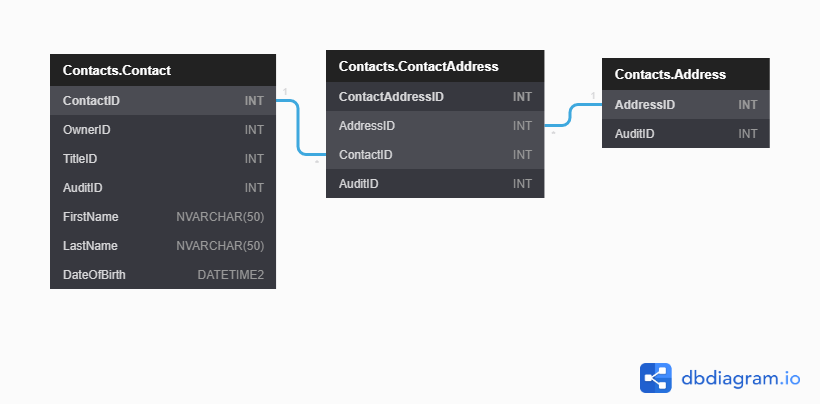 Contacts.Contact
ContactID INT
OwnerID INT
TitleID INT
AuditID INT
FirstName NVARCHAR(50)
LastName NVARCHAR(50)
DateOfBirth DATETIME2
1
*
Contacts.ContactAddress
ContactAddressID INT
AddressID INT
ContactID INT
AuditID INT
1
*
Contacts.Address
AddressID INT
AuditID INT
dbdiagram.io